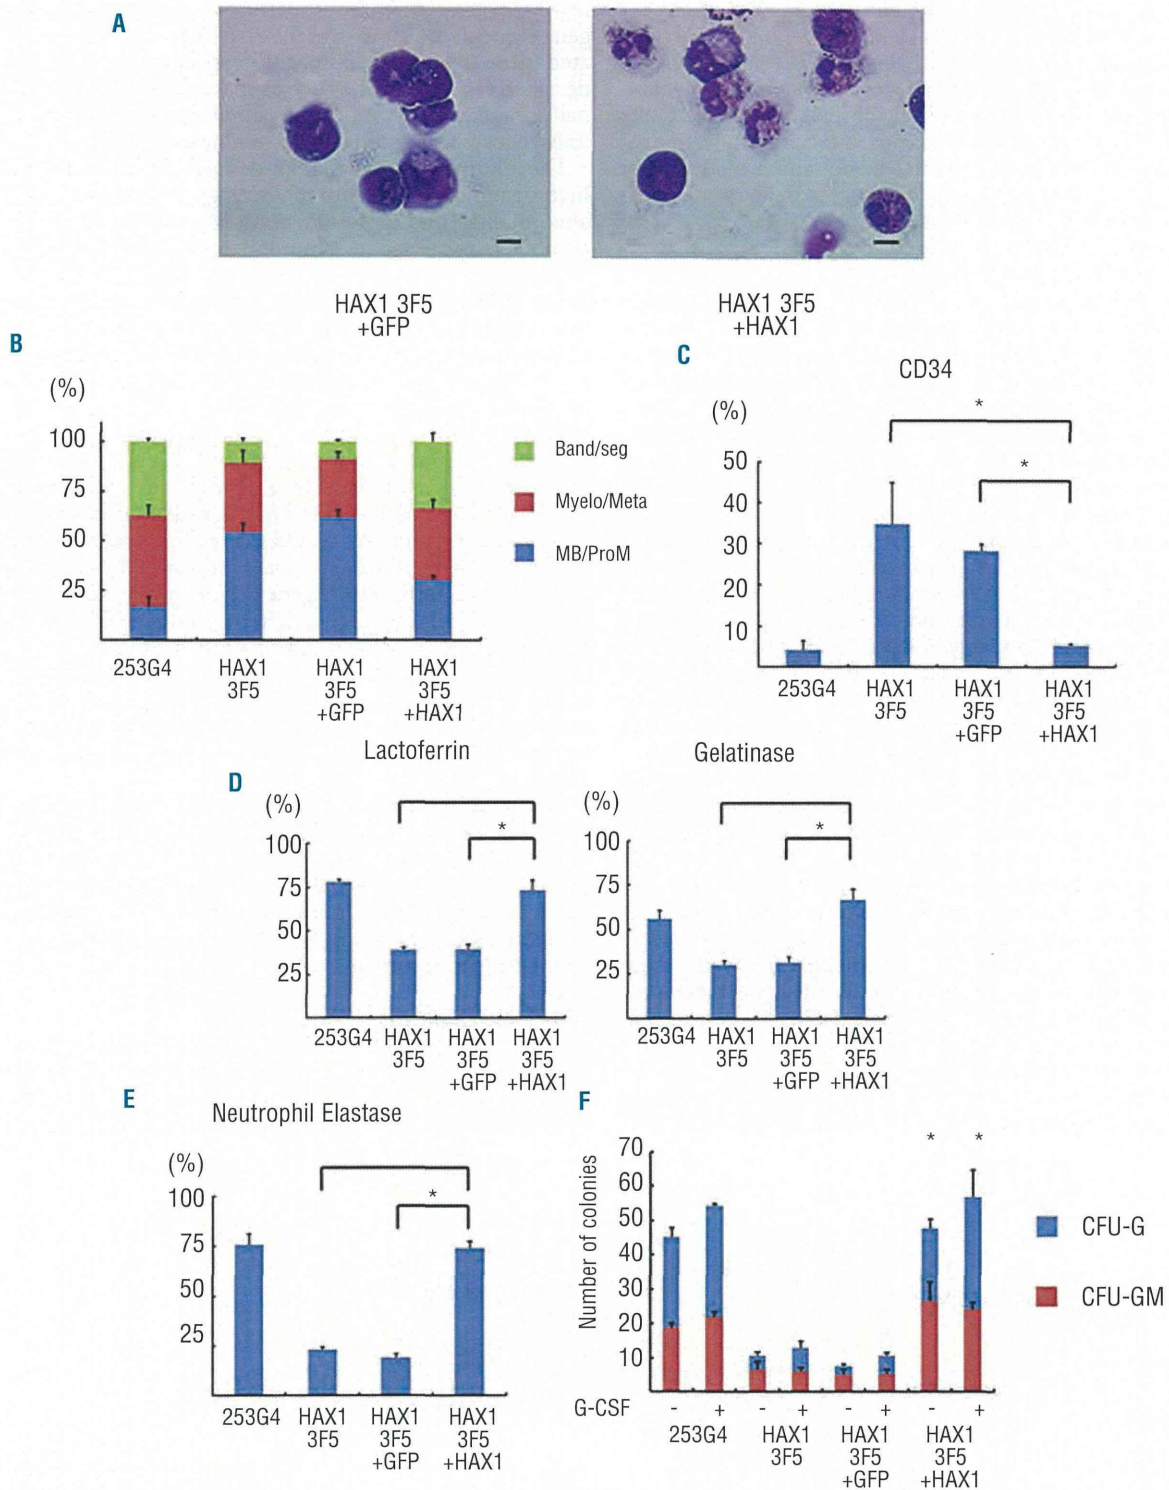 A
HAX1 3F5
+GFP
HAX1 3F5
+HAX1
B
(%)
100
75
50
25
253G4
HAX1
3F5
HAX1
3F5
+GFP
HAX1
3F5
+HAX1
Band/seg
Myelo/Meta
MB/ProM
C
CD34
(%)
*
*
50
40
30
20
10
253G4
HAX1
3F5
HAX1
3F5
+GFP
HAX1
3F5
+HAX1
D
Lactoferrin
(%)
*
100
75
50
25
253G4
HAX1
3F5
HAX1
3F5
+GFP
HAX1
3F5
+HAX1
Gelatinase
(%)
*
100
75
50
25
253G4
HAX1
3F5
HAX1
3F5
+GFP
HAX1
3F5
+HAX1
E
Neutrophil Elastase
(%)
*
100
75
50
25
253G4
HAX1
3F5
HAX1
3F5
+GFP
HAX1
3F5
+HAX1
F
Number of colonies
70
60
50
40
30
20
10
* *
G-CSF - + - + - + - +
253G4
HAX1
3F5
HAX1
3F5
+GFP
HAX1
3F5
+HAX1
CFU-G
CFU-GM